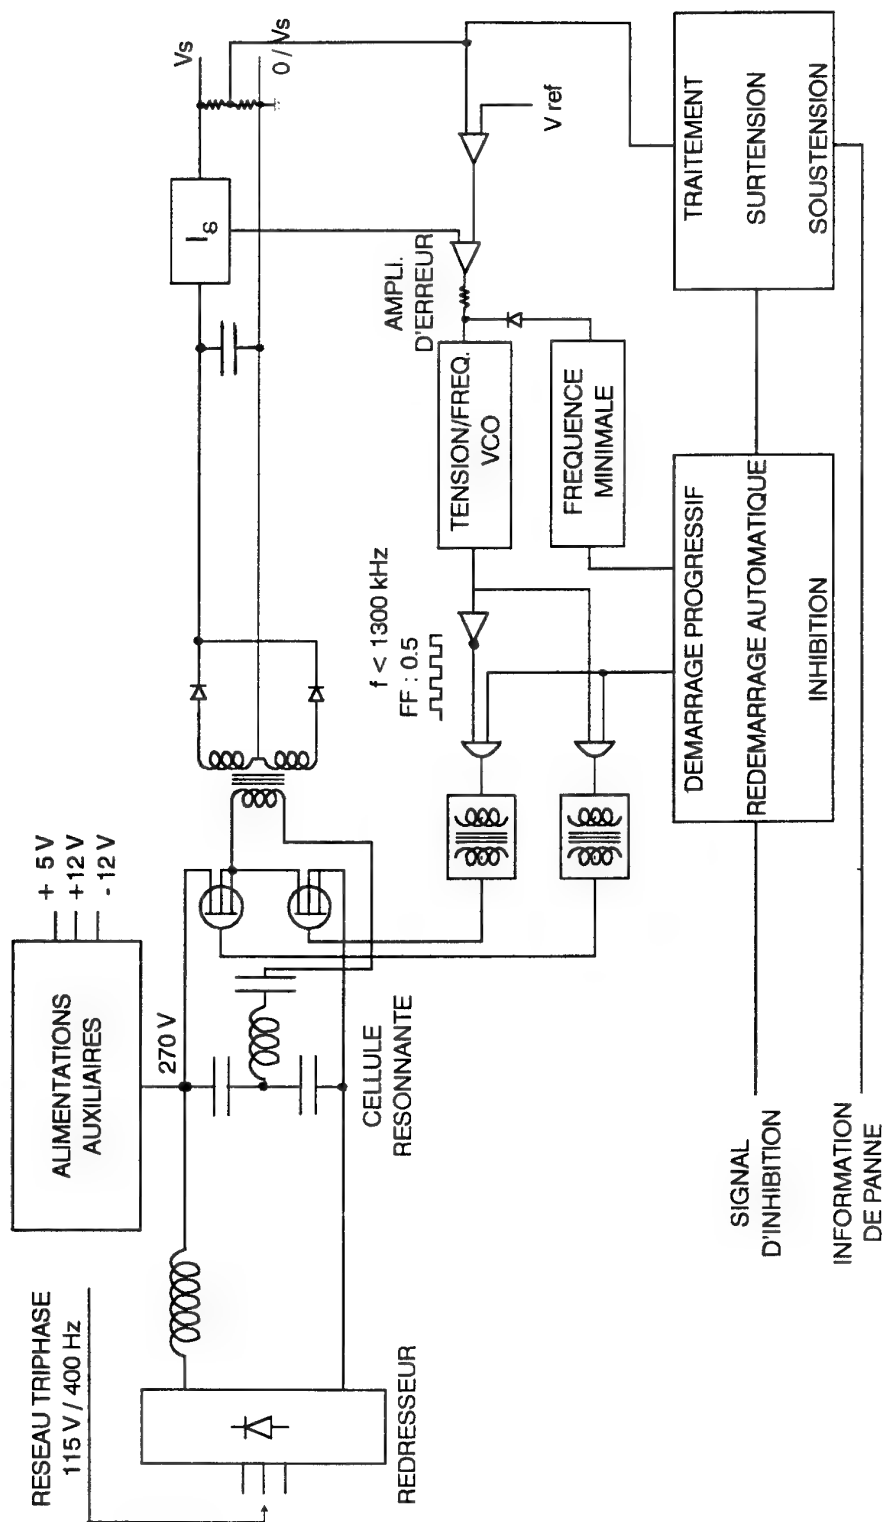 RESEAU TRIPHASE
115 V / 400 Hz
REDRESSEUR
ALIMENTATIONS
AUXILIAIRES
+ 5 V
+12 V
-12 V
270 V
CELLULE
RESONNANTE
Vs
0 / Vs
IS
AMPLI.
D'ERREUR
V ref
f < 1300 kHz
FF : 0.5
TENSION/FREQ.
VCO
FREQUENCE
MINIMALE
DEMARRAGE PROGRESSIF
REDEMARRAGE AUTOMATIQUE
INHIBITION
TRAITEMENT
SURTENSION
SOUSTENSION
SIGNAL
D'INHIBITION
INFORMATION
DE PANNE